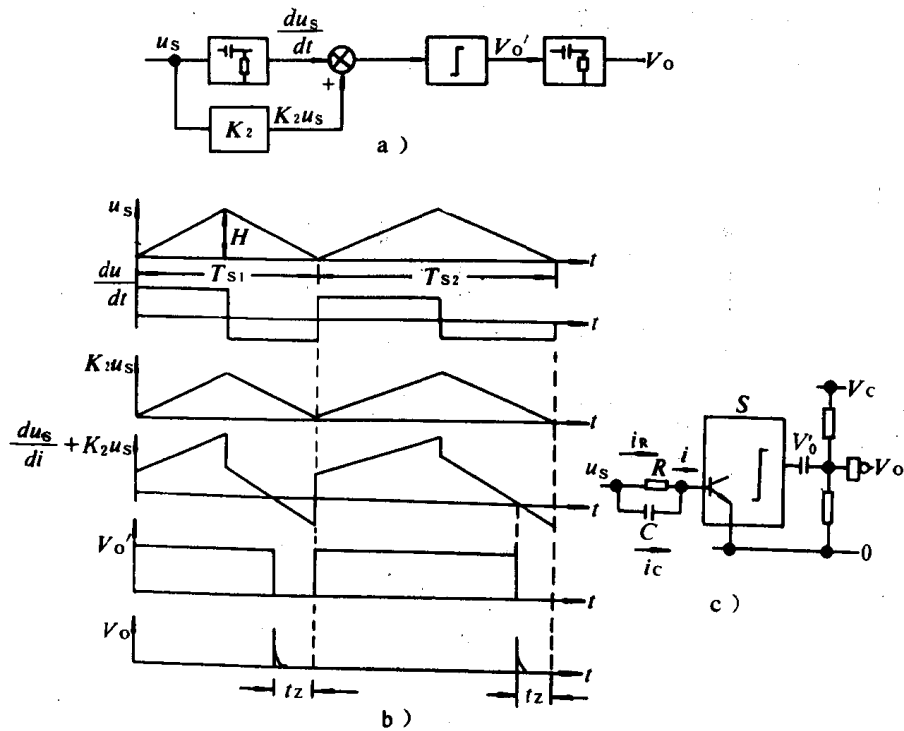 du_s
u_s dt V_O′ V_O
+
K_2 K_2u_s
a )
u_s
H
t
T_S1 T_S2
du
dt
t
K_2u_s
t
V_C
S
du_s
di + K_2u_s
i_R i V_0′
u_s R V_O
t
C
i_C 0
V_O′
t
c )
V_O
t
t_Z t_Z
b )